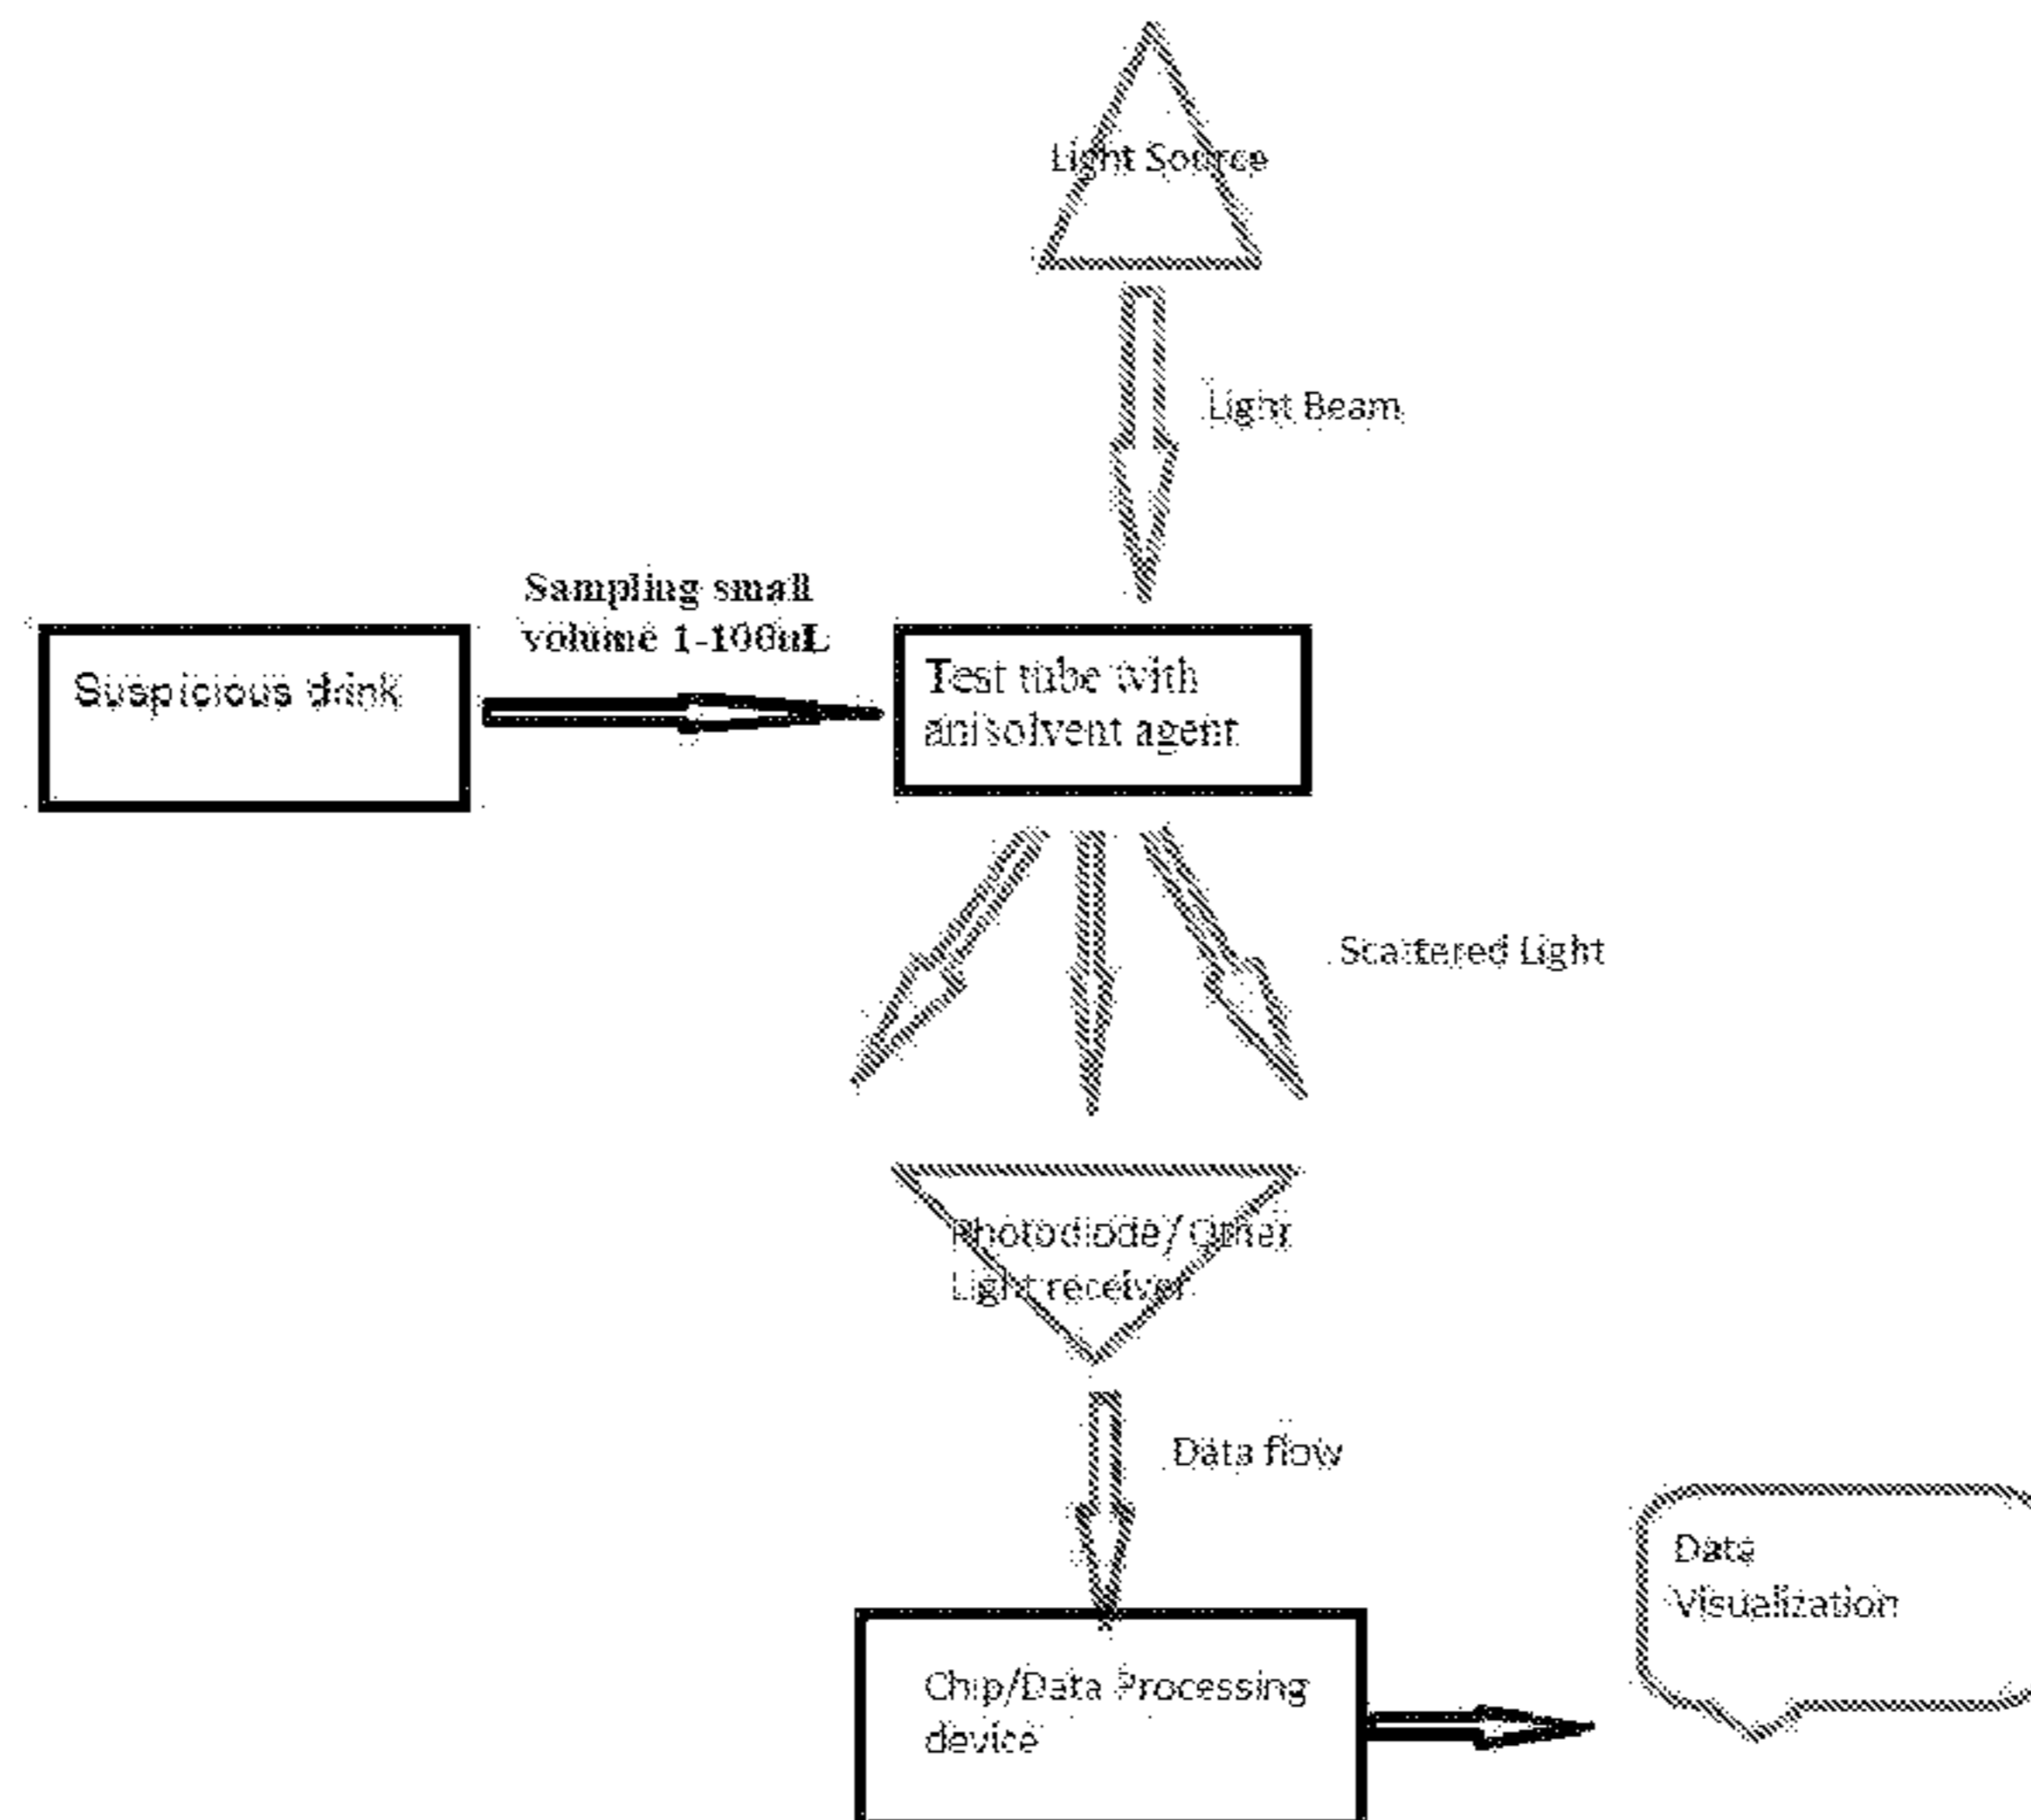 Light Source
Light Beam
Sampling small
volume 1-100uL
Suspicious drink
Test tube with
anisolvent agent
Scattered Light
Photodiode/ Other
Light receiver
Data flow
Data
Visualization
Chip/Data Processing
device